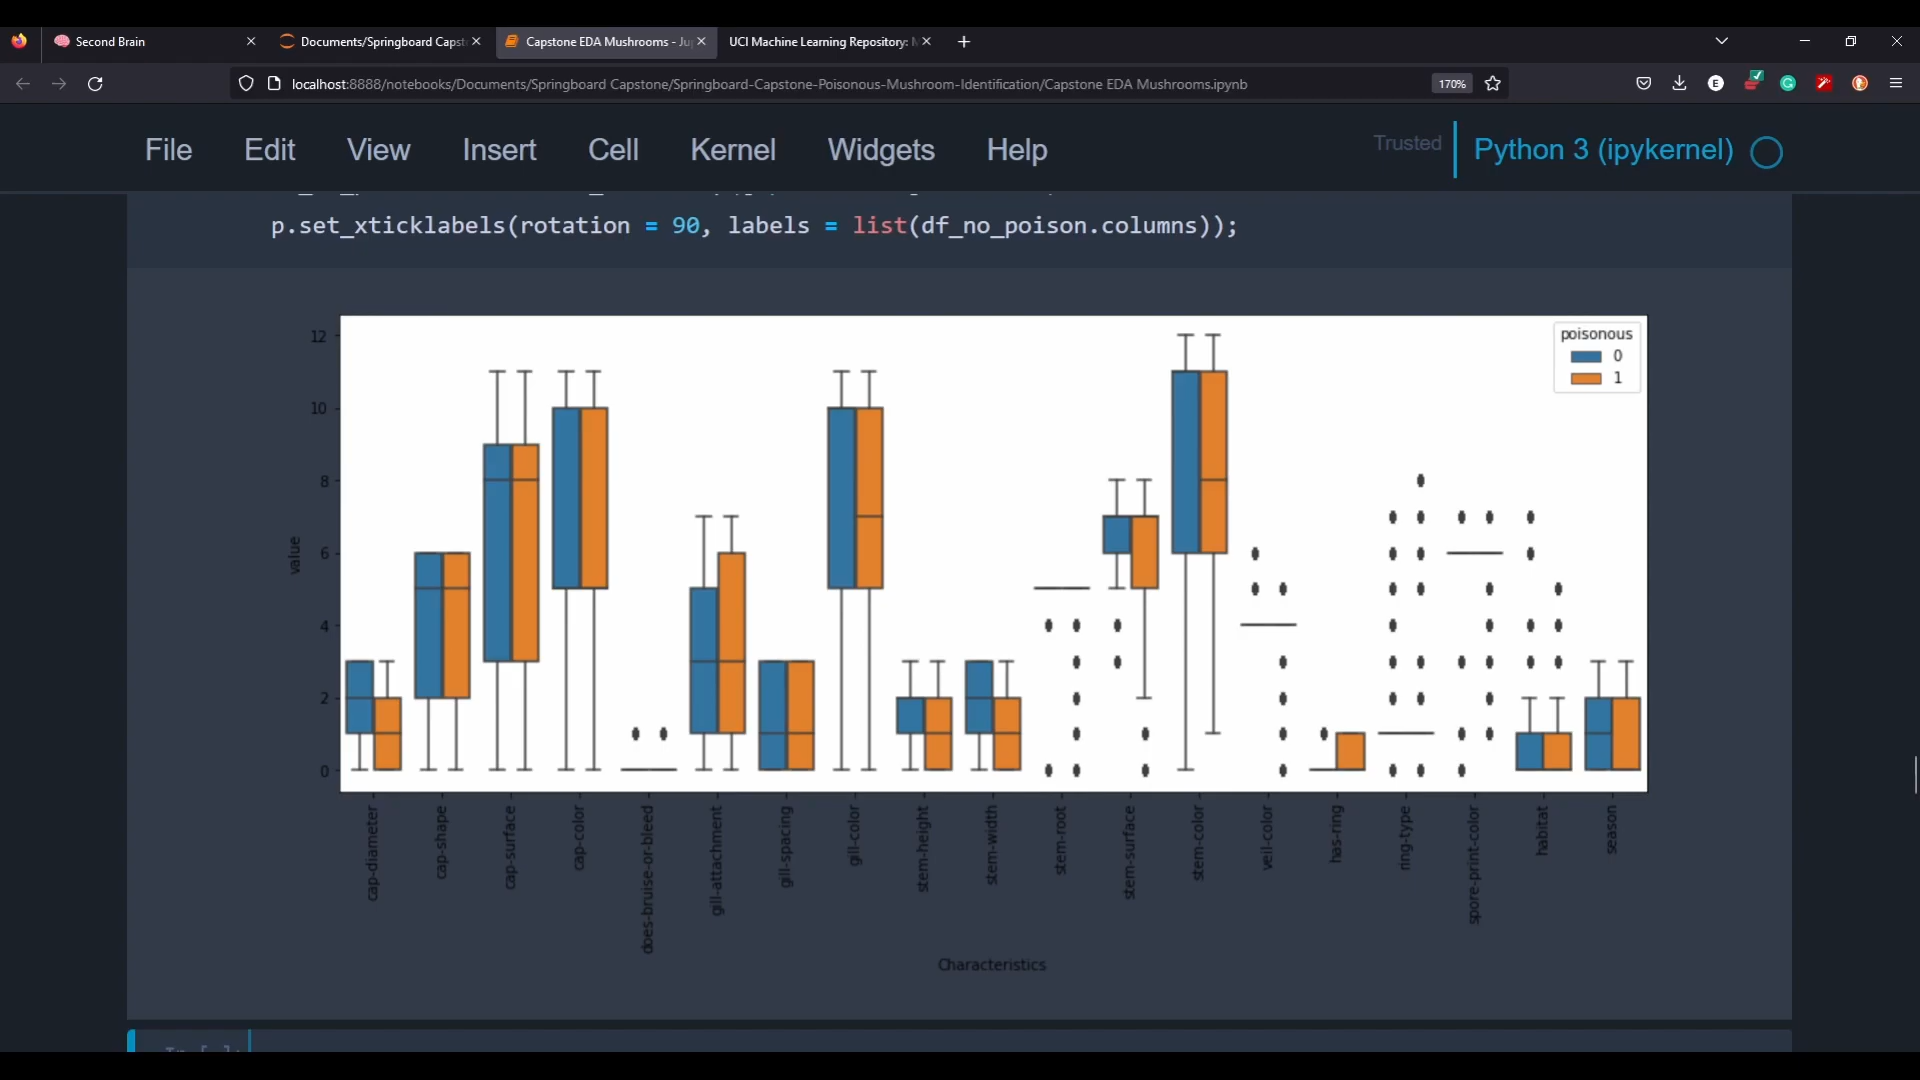 Second Brain
Documents/Springboard Capst
Capstone EDA Mushrooms - Ju
UCI Machine Learning Repository:
localhost:8888/notebooks/Documents/Springboard Capstone/Springboard-Capstone-Poisonous-Mushroom-Identification/Capstone EDA Mushrooms.ipynb
170%
File Edit View Insert Cell Kernel Widgets Help
Trusted
Python 3 (ipykernel)
p.set_xticklabels(rotation = 90, labels = list(df_no_poison.columns));
poisonous
0
1
12
10
8
6
4
2
0
value
cap-diameter
cap-shape
cap-surface
cap-color
does-bruise-or-bleed
gill-attachment
gill-spacing
gill-color
stem-height
stem-width
stem-root
stem-surface
stem-color
veil-color
has-ring
ring-type
spore-print-color
habitat
season
Characteristics